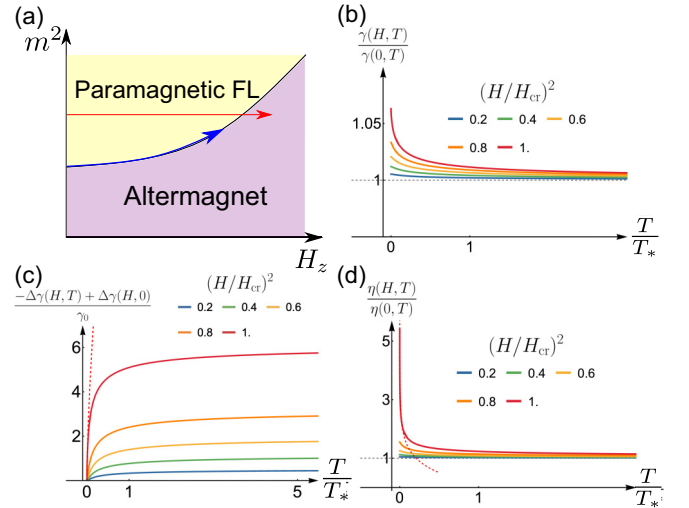 (a)
m²
Paramagnetic FL
Altermagnet
H_z
(b)
γ(H, T)
γ(0, T)
(H/H_cr)²
0.2 0.4 0.6
0.8 1.
1.05
1
0 1
T
T_*
(c)
−Δγ(H, T) + Δγ(H, 0)
γ₀
(H/H_cr)²
0.2 0.4 0.6
0.8 1.
6
4
2
0 1 5
T
T_*
(d)
η(H, T)
η(0, T)
(H/H_cr)²
0.2 0.4 0.6
0.8 1.
5
3
1
0 1
T
T_*